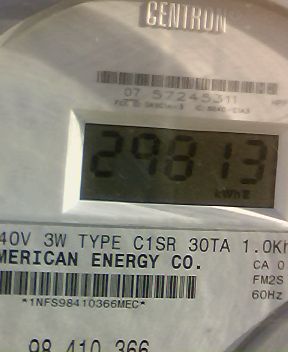 CENTRON
07 57245311
29813
kWh
40V 3W TYPE C1SR 30TA 1.0Kh
MERICAN ENERGY CO.
CA 0
FM2S
*1NFS98410366MEC*
60Hz
98 410 366